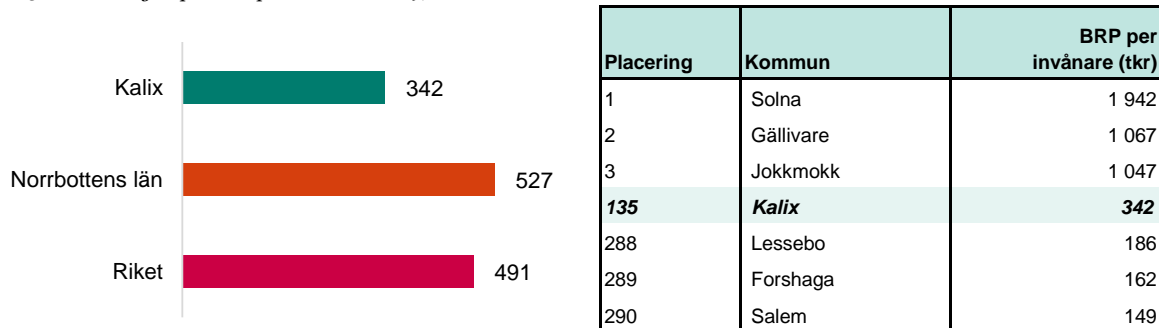 Kalix 342
Norrbottens län 527
Riket 491
Placering Kommun BRP per invånare (tkr)
1 Solna 1 942
2 Gällivare 1 067
3 Jokkmokk 1 047
135 Kalix 342
288 Lessebo 186
289 Forshaga 162
290 Salem 149